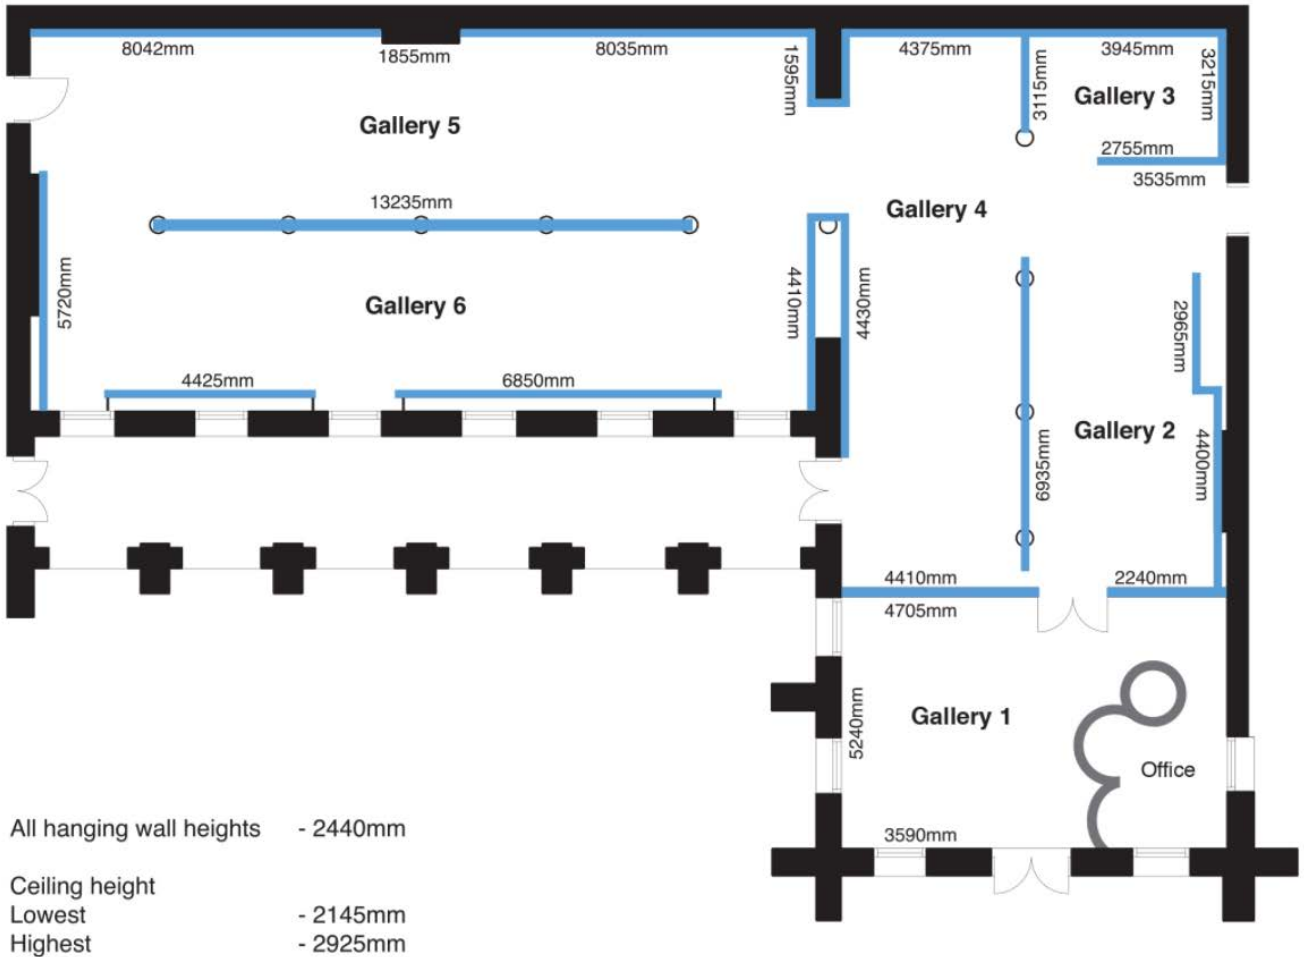 8042mm
1855mm
8035mm
1595mm
4375mm
3115mm
3945mm
3215mm
Gallery 3
Gallery 5
2755mm
3535mm
13235mm
Gallery 4
5720mm
Gallery 6
4410mm
4430mm
2965mm
4425mm
6850mm
Gallery 2
6935mm
4400mm
4410mm
2240mm
4705mm
5240mm
Gallery 1
Office
3590mm
All hanging wall heights - 2440mm
Ceiling height
Lowest - 2145mm
Highest - 2925mm